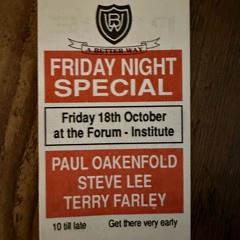 BW
A BETTER WAY
FRIDAY NIGHT
SPECIAL
Friday 18th October
at the Forum - Institute
PAUL OAKENFOLD
STEVE LEE
TERRY FARLEY
10 till late Get there very early